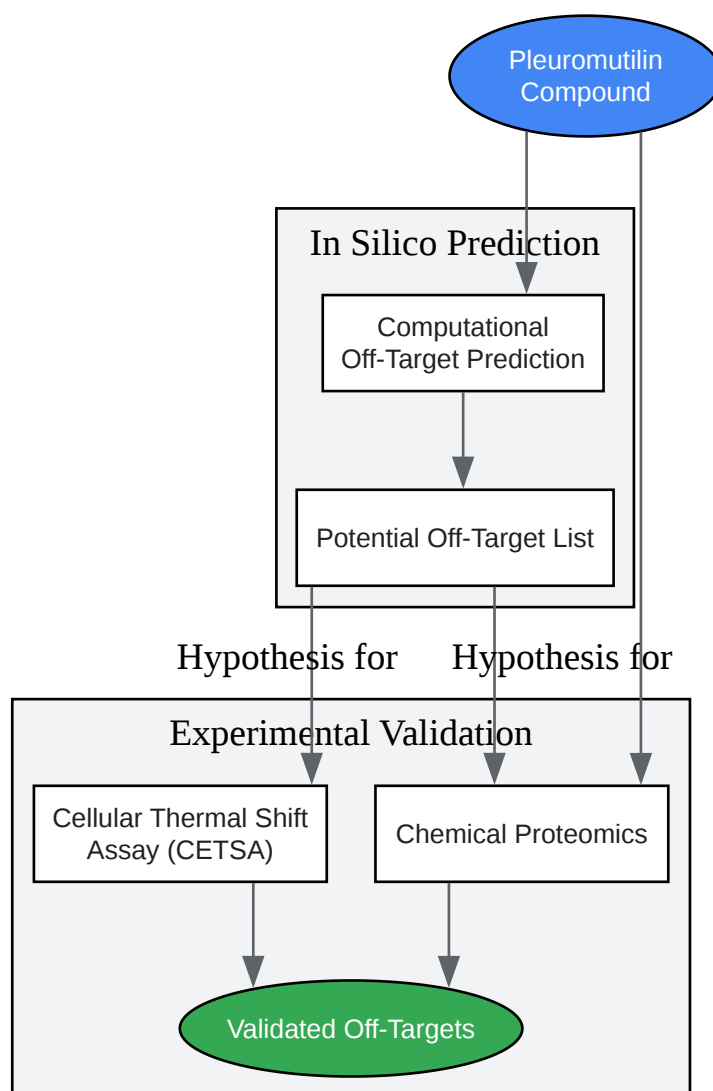 Pleuromutilin
Compound
In Silico Prediction
Computational
Off-Target Prediction
Potential Off-Target List
Hypothesis for
Hypothesis for
Experimental Validation
Cellular Thermal Shift
Assay (CETSA)
Chemical Proteomics
Validated Off-Targets